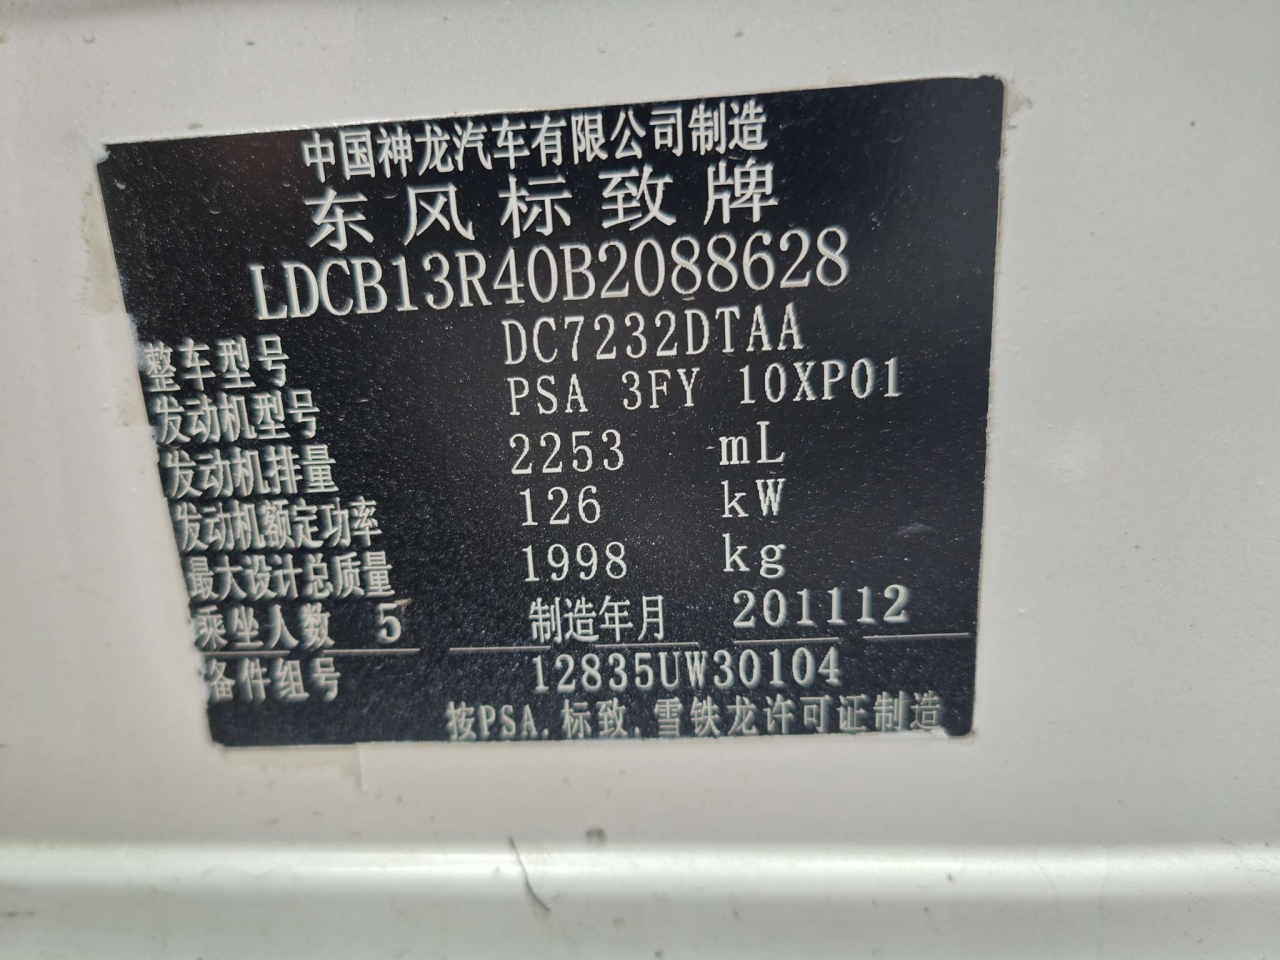 中国神龙汽车有限公司制造
东风标致牌
LDCB13R40B2088628
整车型号 DC7232DTAA
发动机型号 PSA 3FY 10XP01
发动机排量 2253 mL
发动机额定功率 126 kW
最大设计总质量 1998 kg
乘坐人数 5 制造年月 201112
备件组号 12835UW30104
按PSA.标致.雪铁龙许可证制造